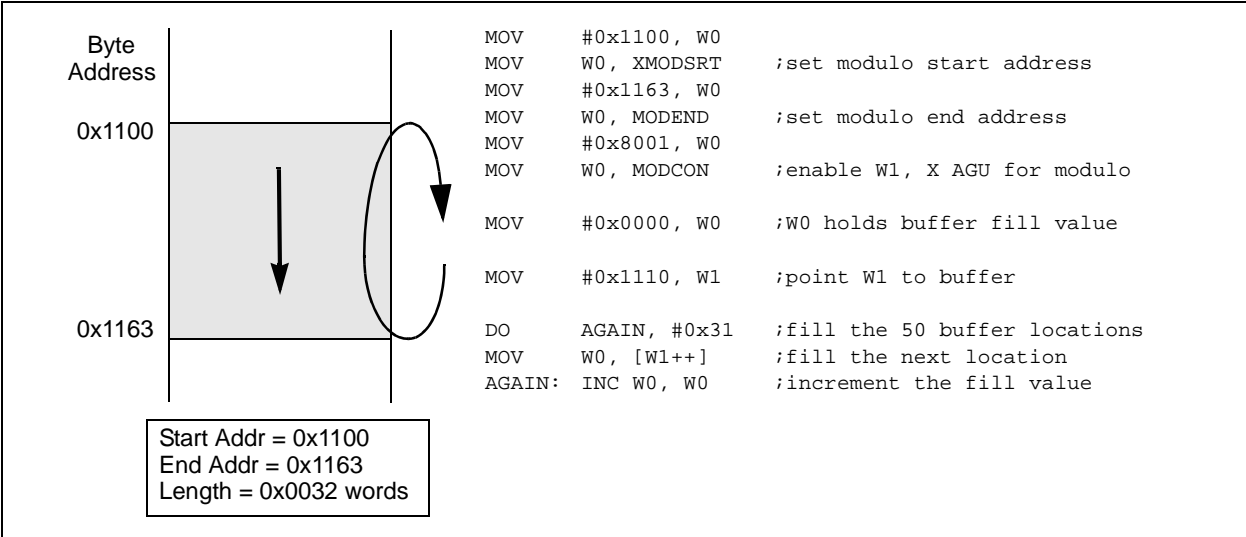 Byte
Address
0x1100
0x1163
Start Addr = 0x1100
End Addr = 0x1163
Length = 0x0032 words
MOV #0x1100, W0
MOV W0, XMODSRT ;set modulo start address
MOV #0x1163, W0
MOV W0, MODEND ;set modulo end address
MOV #0x8001, W0
MOV W0, MODCON ;enable W1, X AGU for modulo
MOV #0x0000, W0 ;W0 holds buffer fill value
MOV #0x1110, W1 ;point W1 to buffer
DO AGAIN, #0x31 ;fill the 50 buffer locations
MOV W0, [W1++] ;fill the next location
AGAIN: INC W0, W0 ;increment the fill value